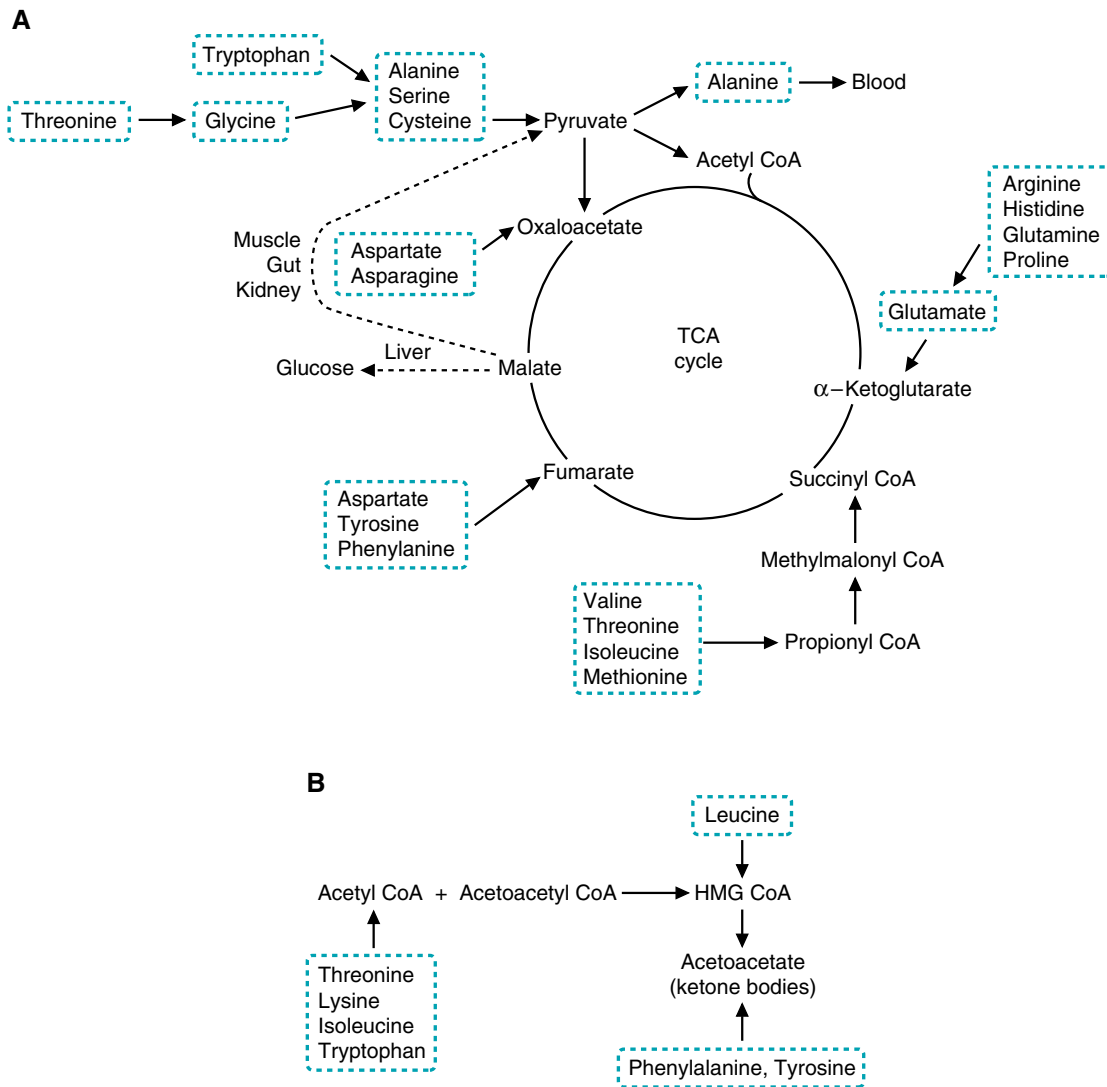 A
Tryptophan
Threonine
Glycine
Alanine
Serine
Cysteine
Pyruvate
Alanine
Blood
Acetyl CoA
Arginine
Histidine
Glutamine
Proline
Glutamate
α–Ketoglutarate
Oxaloacetate
Aspartate
Asparagine
Muscle
Gut
Kidney
TCA
cycle
Liver
Glucose
Malate
Fumarate
Succinyl CoA
Aspartate
Tyrosine
Phenylanine
Methylmalonyl CoA
Valine
Threonine
Isoleucine
Methionine
Propionyl CoA
B
Leucine
Acetyl CoA + Acetoacetyl CoA
HMG CoA
Threonine
Lysine
Isoleucine
Tryptophan
Acetoacetate
(ketone bodies)
Phenylalanine, Tyrosine